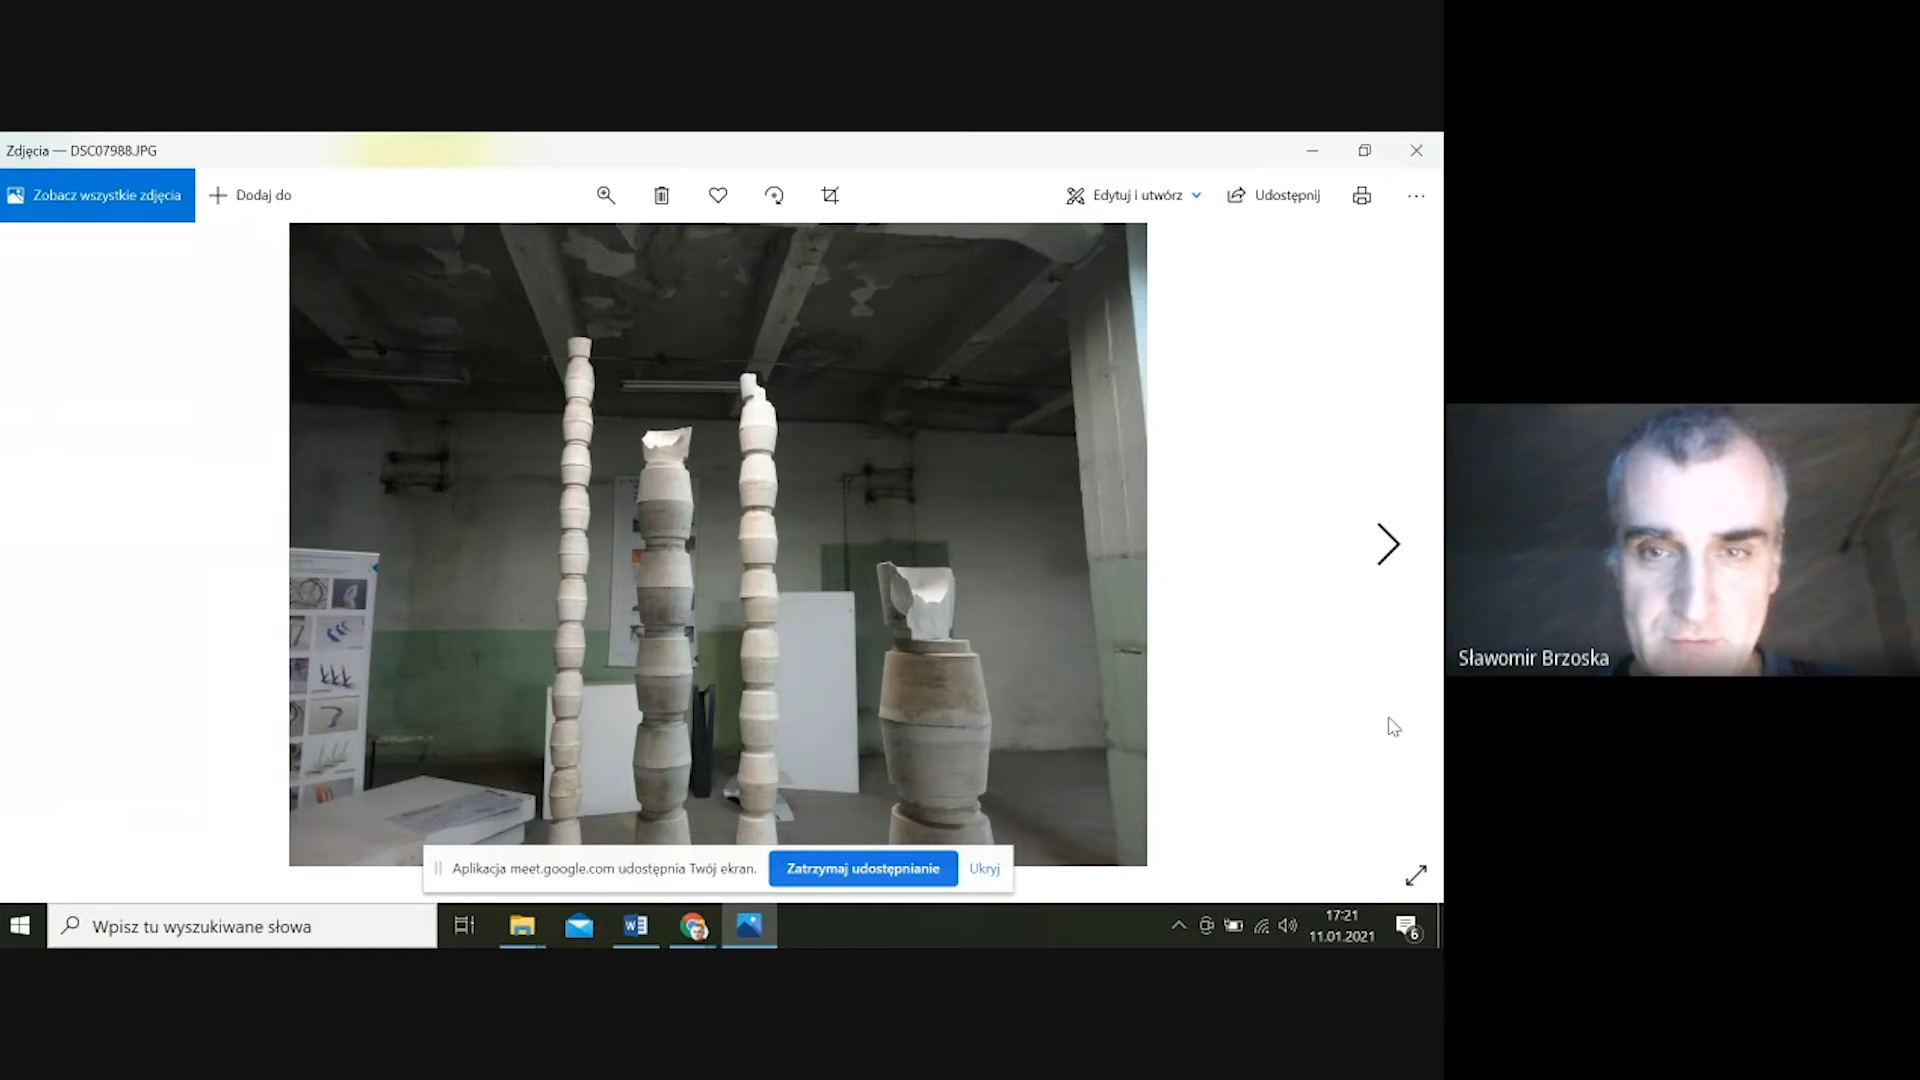 Zdjęcia — DSC07988.JPG
Zobacz wszystkie zdjęcia
Dodaj do
Edytuj i utwórz
Udostępnij
Sławomir Brzoska
Aplikacja meet.google.com udostępnia Twój ekran.
Zatrzymaj udostępnianie
Ukryj
Wpisz tu wyszukiwane słowa
17:21
11.01.2021
6